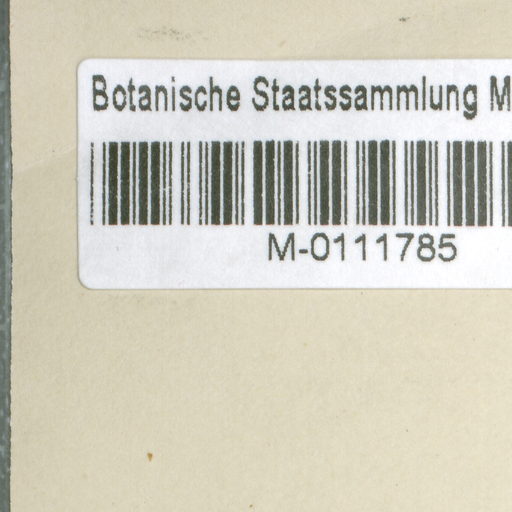 Botanische Staatssammlung M
M-0111785